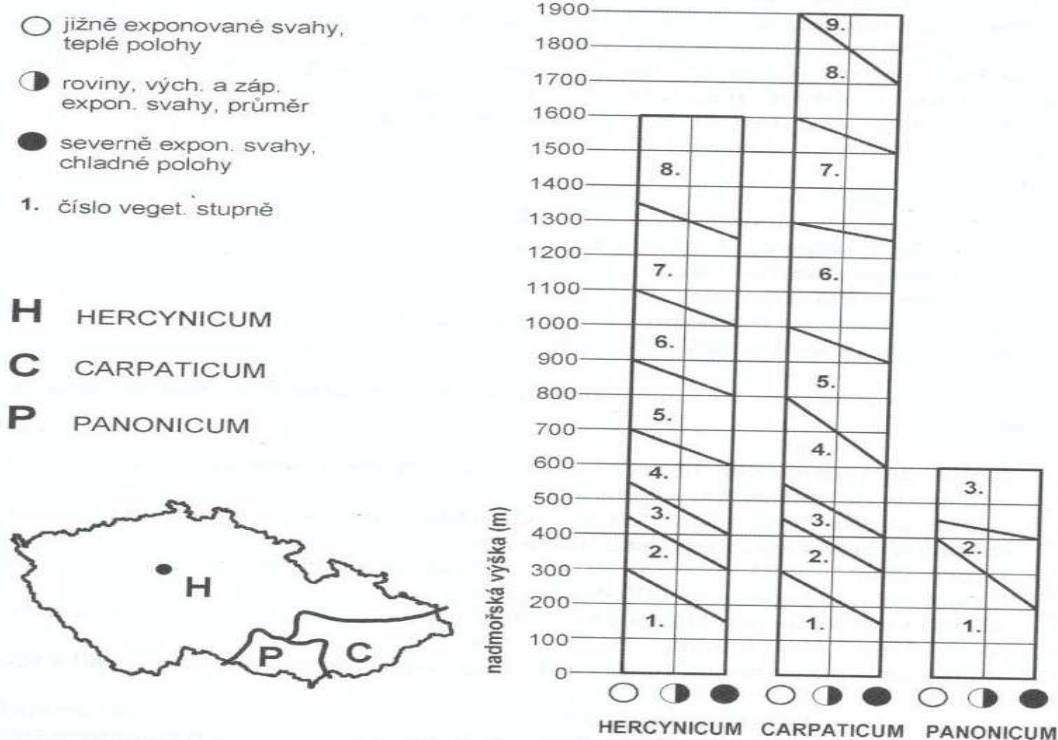 jižně exponované svahy,
teplé polohy
roviny, vých. a záp.
expon. svahy, průměr
severně expon. svahy,
chladné polohy
1. číslo veget. stupně
H HERCYNICUM
C CARPATICUM
P PANONICUM
H
P
C
nadmořská výška (m)
1900
1800
1700
1600
1500
1400
1300
1200
1100
1000
900
800
700
600
500
400
300
200
100
0
8.
7.
6.
5.
4.
3.
2.
1.
9.
8.
7.
6.
5.
4.
3.
2.
1.
3.
2.
1.
HERCYNICUM CARPATICUM PANONICUM